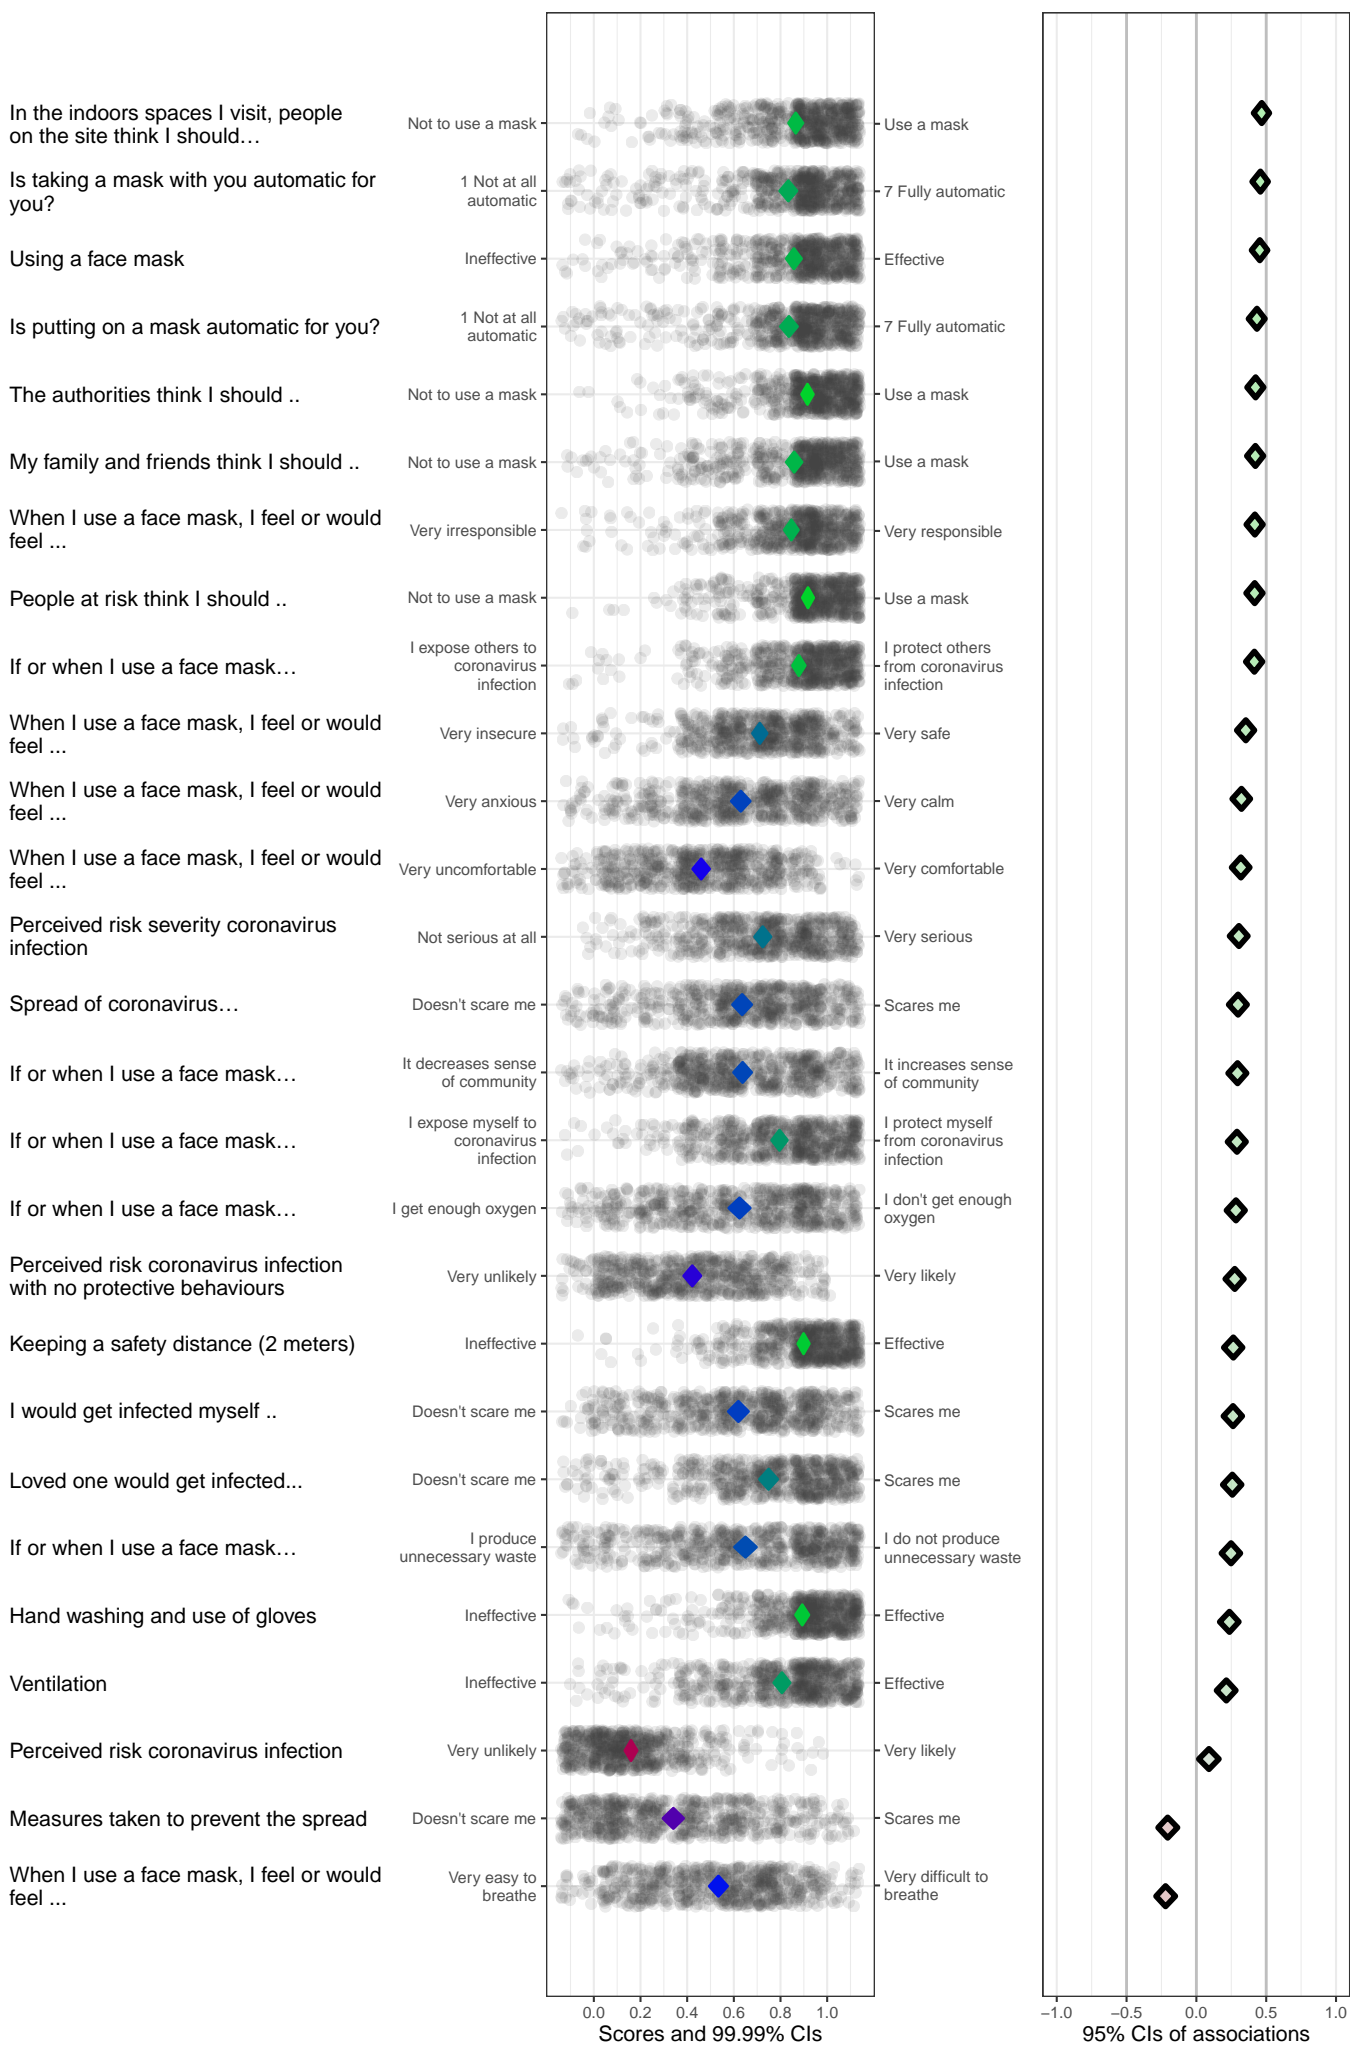 In the indoors spaces I visit, people
on the site think I should…
Not to use a mask
Use a mask
Is taking a mask with you automatic for
you?
1 Not at all
automatic
7 Fully automatic
Using a face mask
Ineffective
Effective
Is putting on a mask automatic for you?
1 Not at all
automatic
7 Fully automatic
The authorities think I should ..
Not to use a mask
Use a mask
My family and friends think I should ..
Not to use a mask
Use a mask
When I use a face mask, I feel or would
feel ...
Very irresponsible
Very responsible
People at risk think I should ..
Not to use a mask
Use a mask
If or when I use a face mask…
I expose others to
coronavirus
infection
I protect others
from coronavirus
infection
When I use a face mask, I feel or would
feel ...
Very insecure
Very safe
When I use a face mask, I feel or would
feel ...
Very anxious
Very calm
When I use a face mask, I feel or would
feel ...
Very uncomfortable
Very comfortable
Perceived risk severity coronavirus
infection
Not serious at all
Very serious
Spread of coronavirus…
Doesn't scare me
Scares me
If or when I use a face mask…
It decreases sense
of community
It increases sense
of community
If or when I use a face mask…
I expose myself to
coronavirus
infection
I protect myself
from coronavirus
infection
If or when I use a face mask…
I get enough oxygen
I don't get enough
oxygen
Perceived risk coronavirus infection
with no protective behaviours
Very unlikely
Very likely
Keeping a safety distance (2 meters)
Ineffective
Effective
I would get infected myself ..
Doesn't scare me
Scares me
Loved one would get infected...
Doesn't scare me
Scares me
If or when I use a face mask…
I produce
unnecessary waste
I do not produce
unnecessary waste
Hand washing and use of gloves
Ineffective
Effective
Ventilation
Ineffective
Effective
Perceived risk coronavirus infection
Very unlikely
Very likely
Measures taken to prevent the spread
Doesn't scare me
Scares me
When I use a face mask, I feel or would
feel ...
Very easy to
breathe
Very difficult to
breathe
0.0 0.2 0.4 0.6 0.8 1.0
Scores and 99.99% CIs
−1.0 −0.5 0.0 0.5 1.0
95% CIs of associations